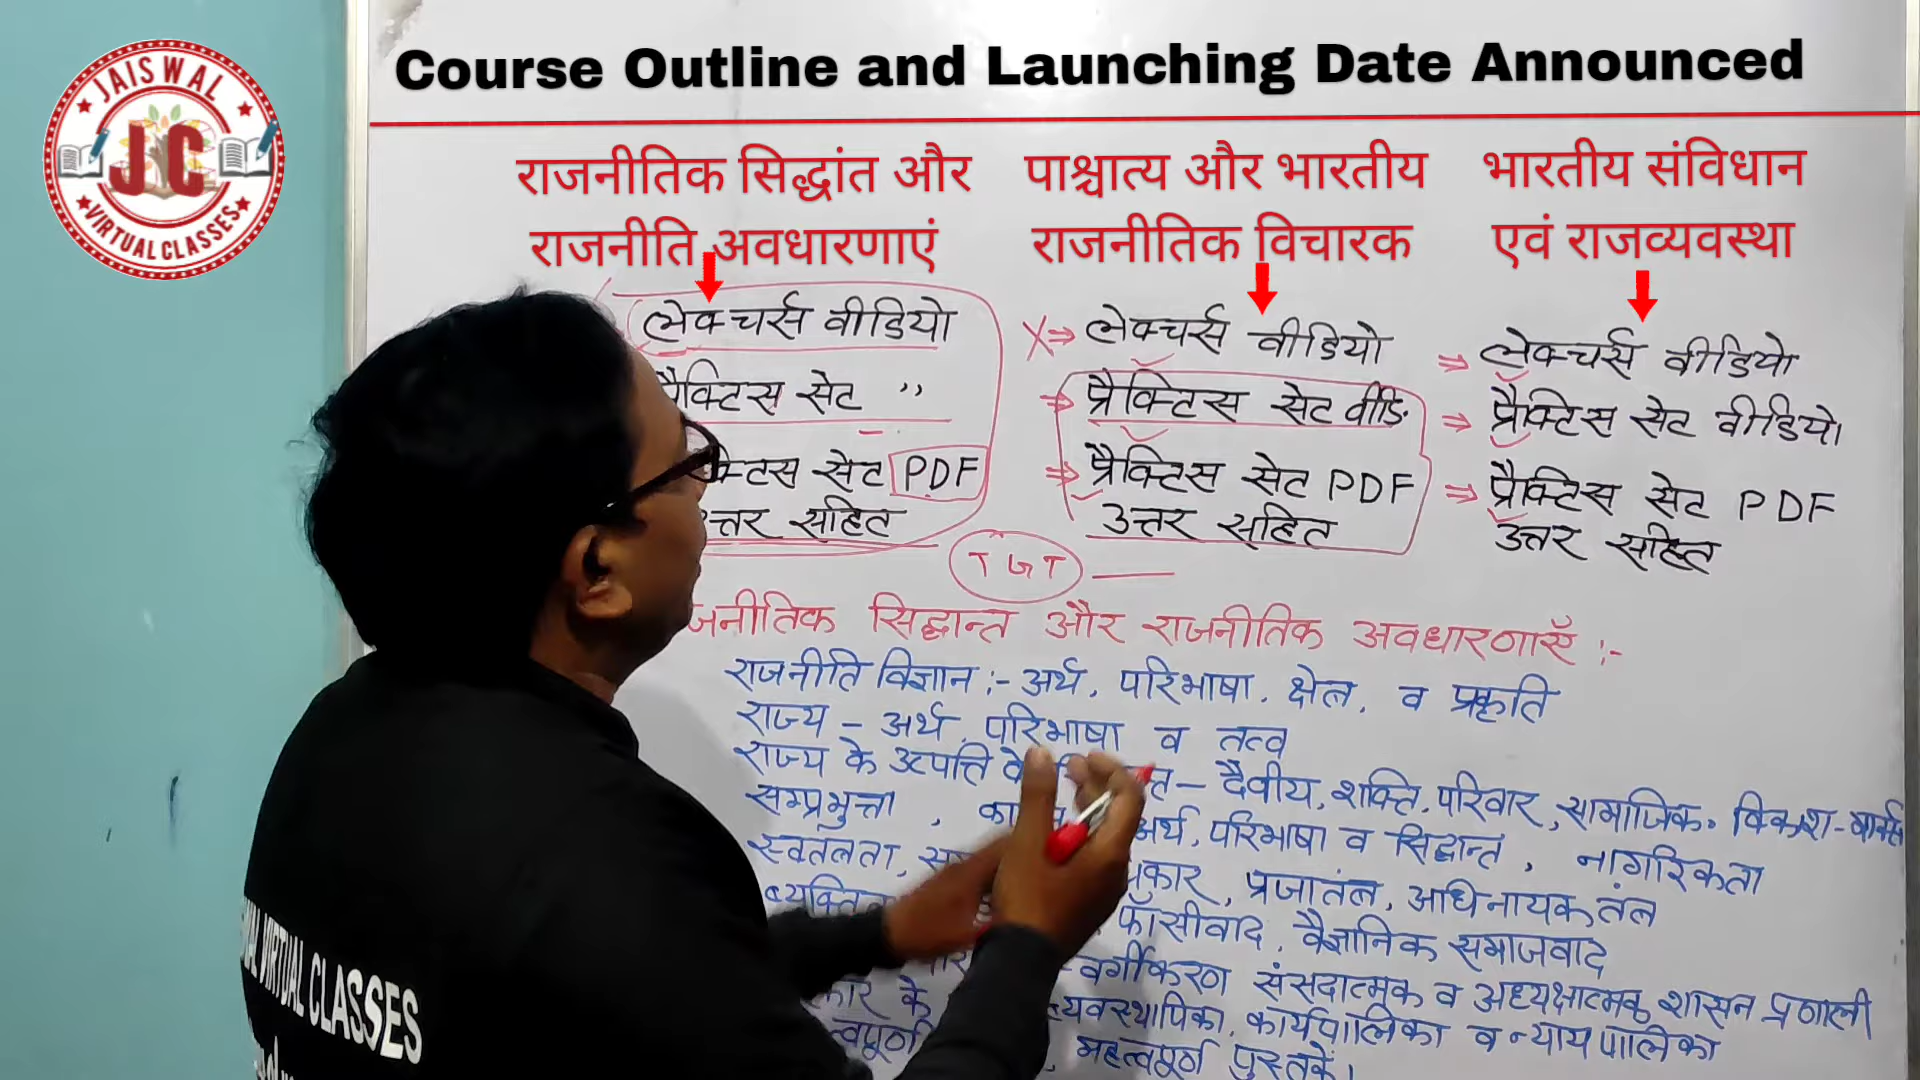 Course Outline and Launching Date Announced
JAISWAL
JC
VIRTUAL CLASSES
राजनीतिक सिद्धांत और
राजनीति अवधारणाएं
लेक्चर्स वीडियो
प्रैक्टिस सेट ,,
सेट PDF
उत्तर सहित
पाश्चात्य और भारतीय
राजनीतिक विचारक
X⇒ लेक्चर्स वीडियो
⇒ प्रैक्टिस सेट वीडि
⇒ प्रैक्टिस सेट PDF
उत्तर सहित
भारतीय संविधान
एवं राजव्यवस्था
⇒ लेक्चर्स वीडियो
⇒ प्रैक्टिस सेट वीडियो
⇒ प्रैक्टिस सेट PDF
उत्तर सहित
TGT
जनीतिक सिद्धान्त और राजनीतिक अवधारणाएँ :-
राजनीति विज्ञान :- अर्थ, परिभाषा, क्षेत्र, व प्रकृति
राज्य - अर्थ, परिभाषा व तत्व
राज्य के उत्पत्ति के - दैवीय, शक्ति, परिवार, सामाजिक. विकाश-
सम्प्रभुत्ता, अर्थ, परिभाषा व सिद्धान्त, नागरिकता
स्वतंत्रता, प्रजातंत्र, अधिनायक तंत्र
फाँसीवाद, वैज्ञानिक समाजवाद
वर्गीकरण संसदात्मक व अध्यक्षात्मक शासन प्रणाली
के व्यवस्थापिका, कार्यपालिका व न्यायपालिका
महत्वपूर्ण पुस्तकें।
VIRTUAL CLASSES